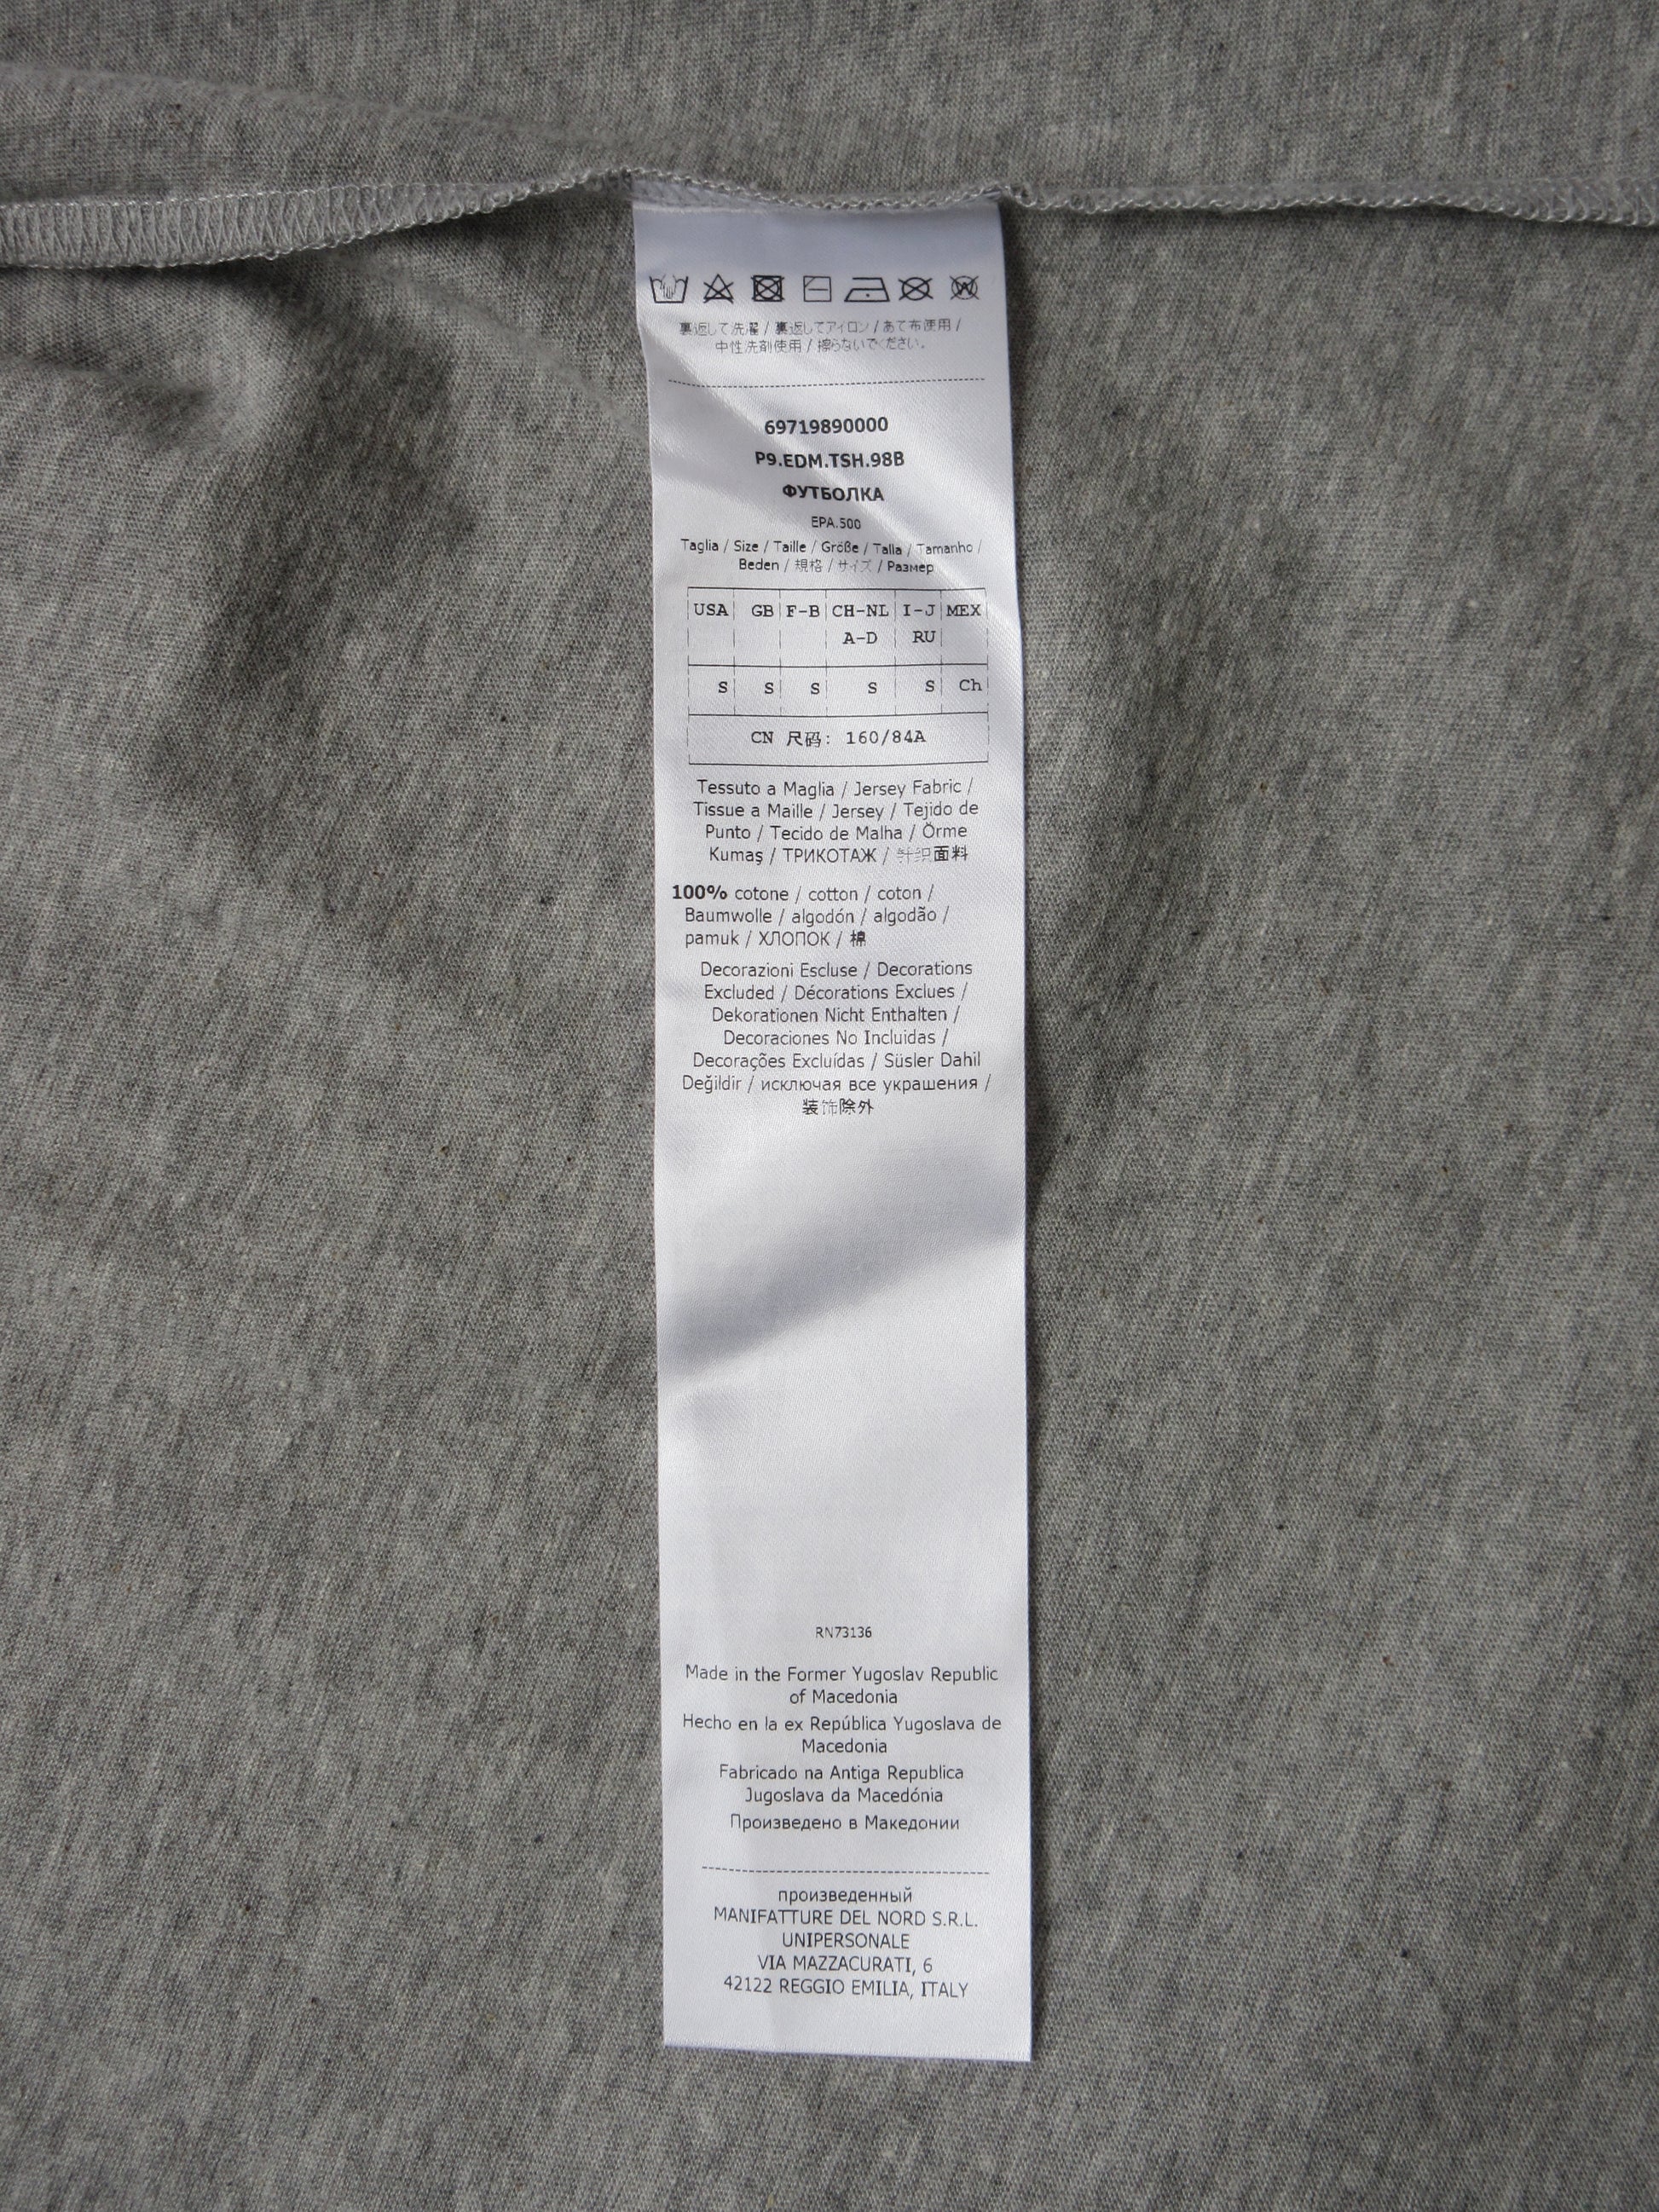 裏返して洗濯 / 裏返してアイロン / あて布使用 /
中性洗剤使用 / 擦らないでください。
69719890000
P9.EDM.TSH.98B
ФУТБОЛКА
EPA.500
Taglia / Size / Taille / Größe / Talla / Tamanho /
Beden / 規格 / サイズ / Размер
USA GB F-B CH-NL I-J MEX
A-D RU
S S S S S Ch
CN 尺码: 160/84A
Tessuto a Maglia / Jersey Fabric /
Tissue a Maille / Jersey / Tejido de
Punto / Tecido de Malha / Örme
Kumaş / ТРИКОТАЖ / 针织面料
100% cotone / cotton / coton /
Baumwolle / algodón / algodão /
pamuk / ХЛОПОК / 棉
Decorazioni Escluse / Decorations
Excluded / Décorations Exclues /
Dekorationen Nicht Enthalten /
Decoraciones No Incluidas /
Decorações Excluídas / Süsler Dahil
Değildir / исключая все украшения /
装饰除外
RN73136
Made in the Former Yugoslav Republic
of Macedonia
Hecho en la ex República Yugoslava de
Macedonia
Fabricado na Antiga Republica
Jugoslava da Macedónia
Произведено в Македонии
произведенный
MANIFATTURE DEL NORD S.R.L.
UNIPERSONALE
VIA MAZZACURATI, 6
42122 REGGIO EMILIA, ITALY